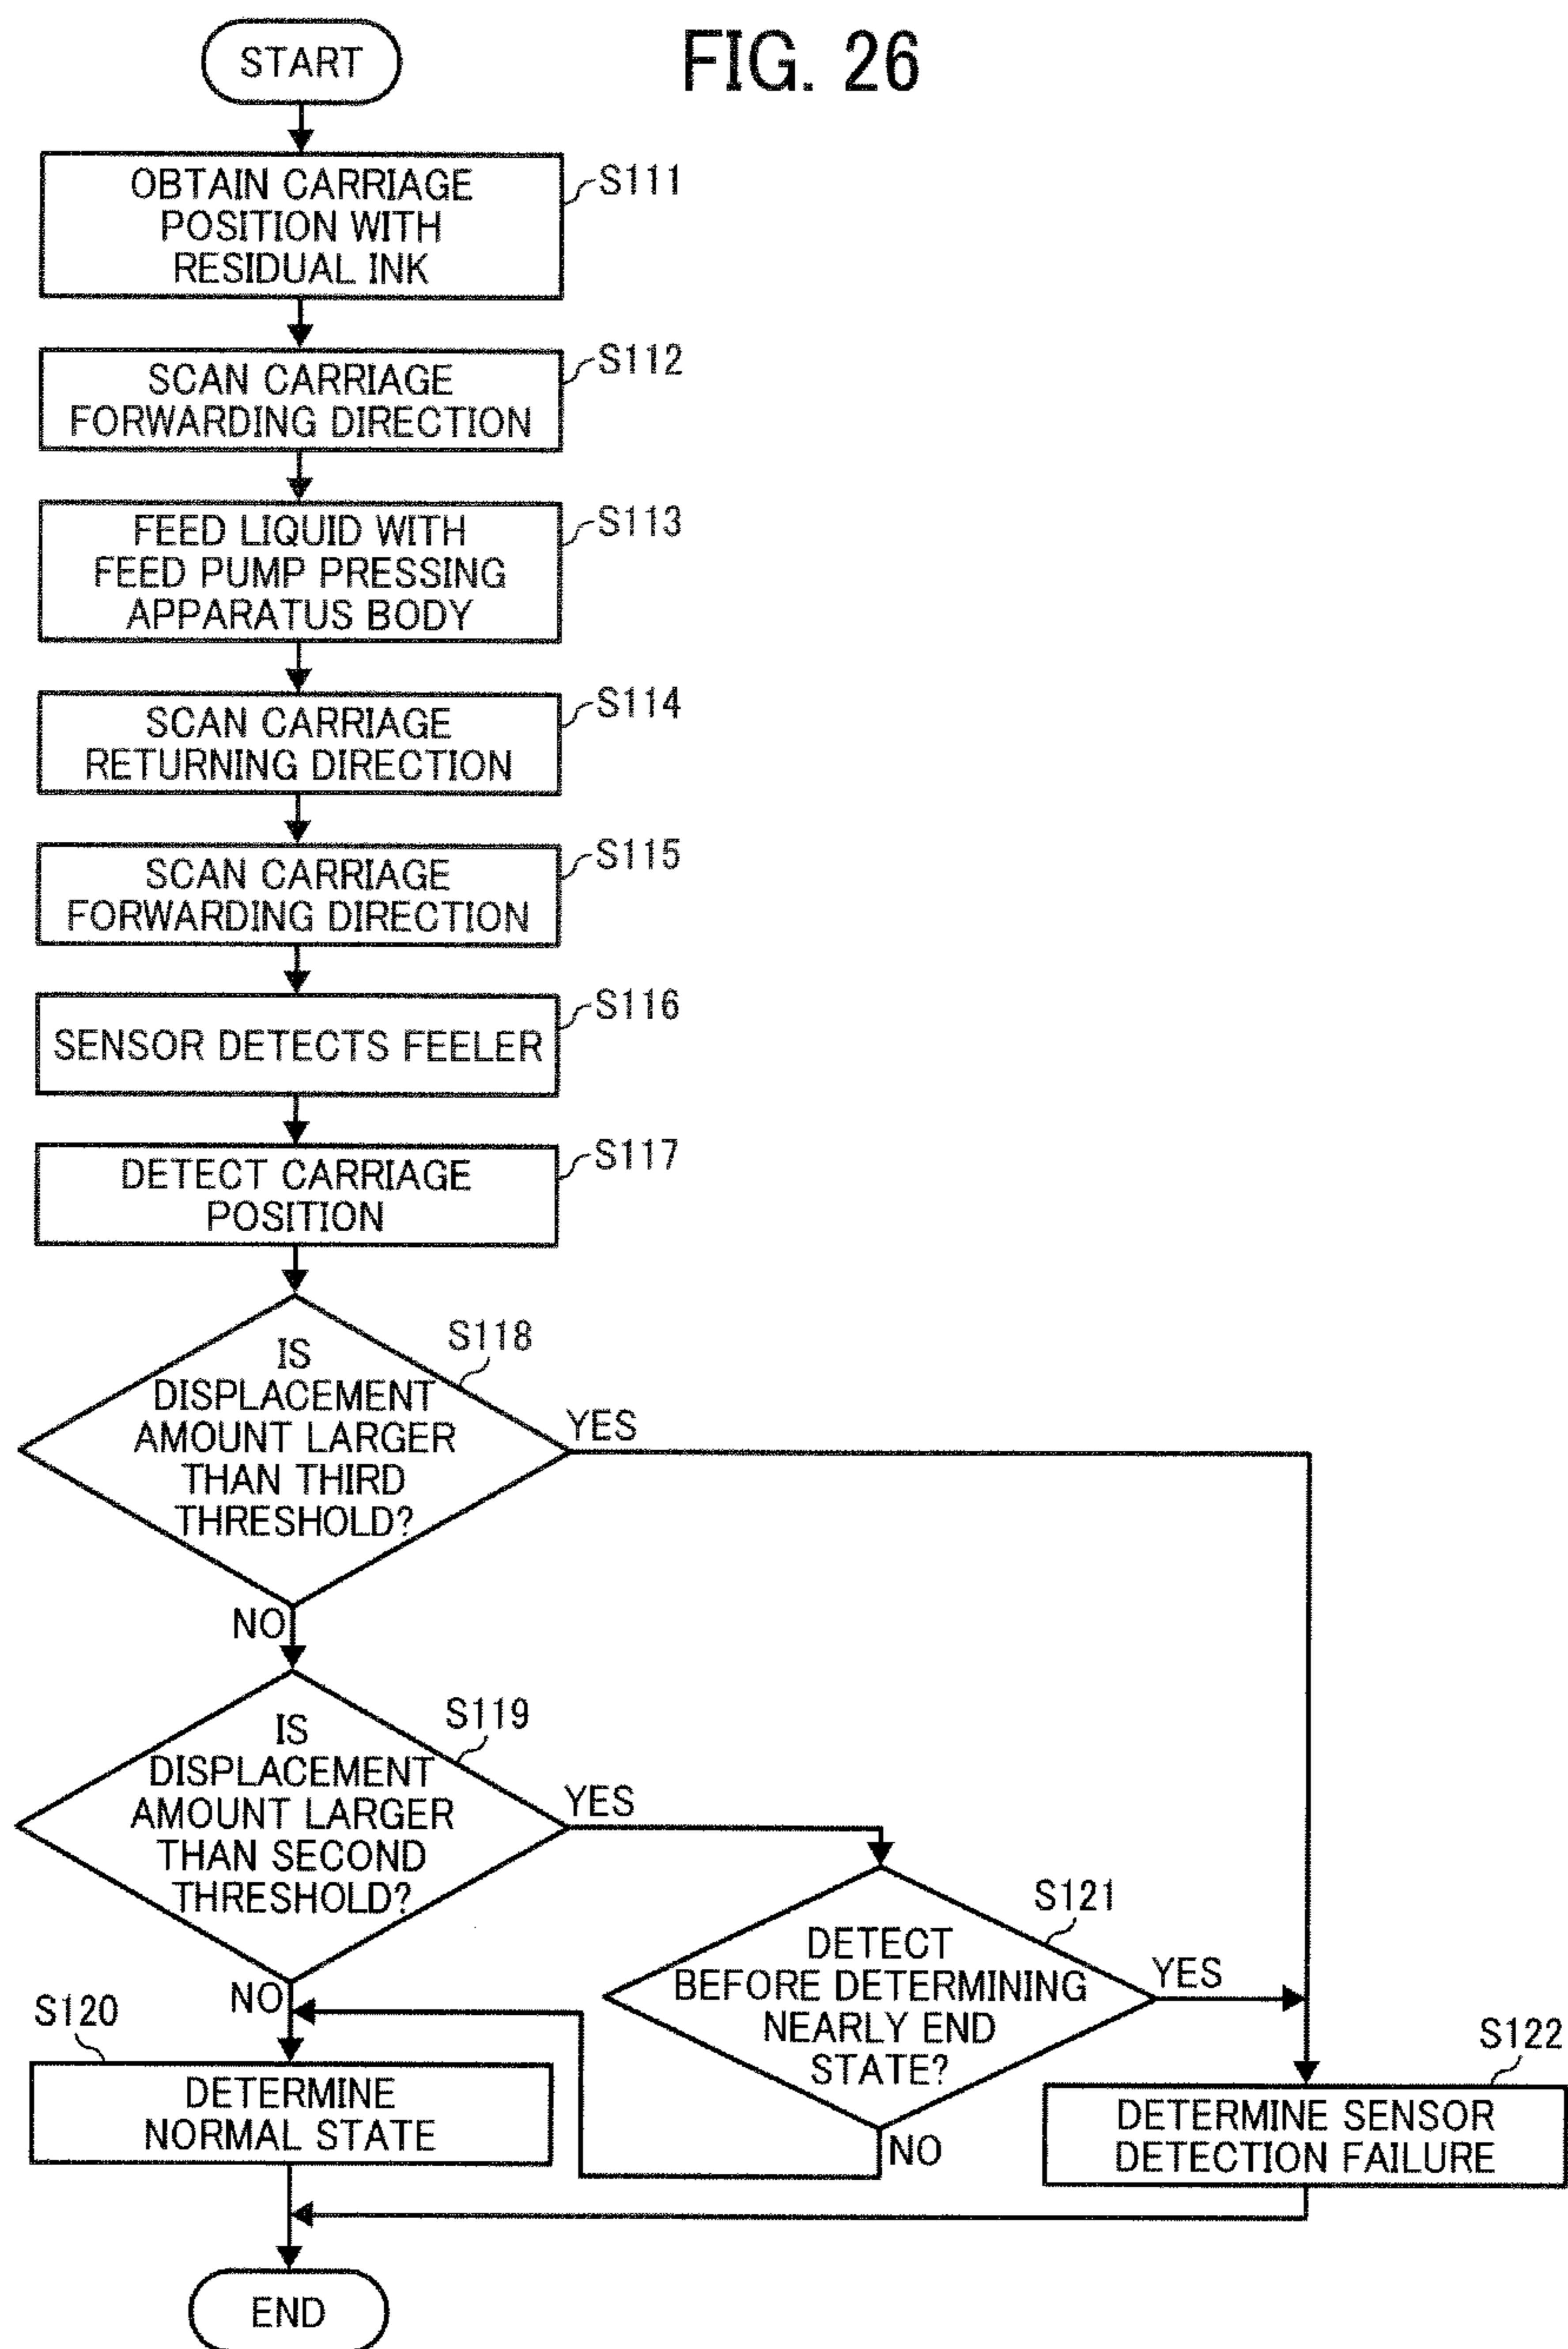 FIG. 26
START
OBTAIN CARRIAGE
POSITION WITH
RESIDUAL INK
S111
SCAN CARRIAGE
FORWARDING DIRECTION
S112
FEED LIQUID WITH
FEED PUMP PRESSING
APPARATUS BODY
S113
SCAN CARRIAGE
RETURNING DIRECTION
S114
SCAN CARRIAGE
FORWARDING DIRECTION
S115
SENSOR DETECTS FEELER
S116
DETECT CARRIAGE
POSITION
S117
IS
DISPLACEMENT
AMOUNT LARGER
THAN THIRD
THRESHOLD?
S118
YES
NO
IS
DISPLACEMENT
AMOUNT LARGER
THAN SECOND
THRESHOLD?
S119
YES
NO
DETECT
BEFORE DETERMINING
NEARLY END
STATE?
S121
YES
NO
S120
DETERMINE
NORMAL STATE
S122
DETERMINE SENSOR
DETECTION FAILURE
END